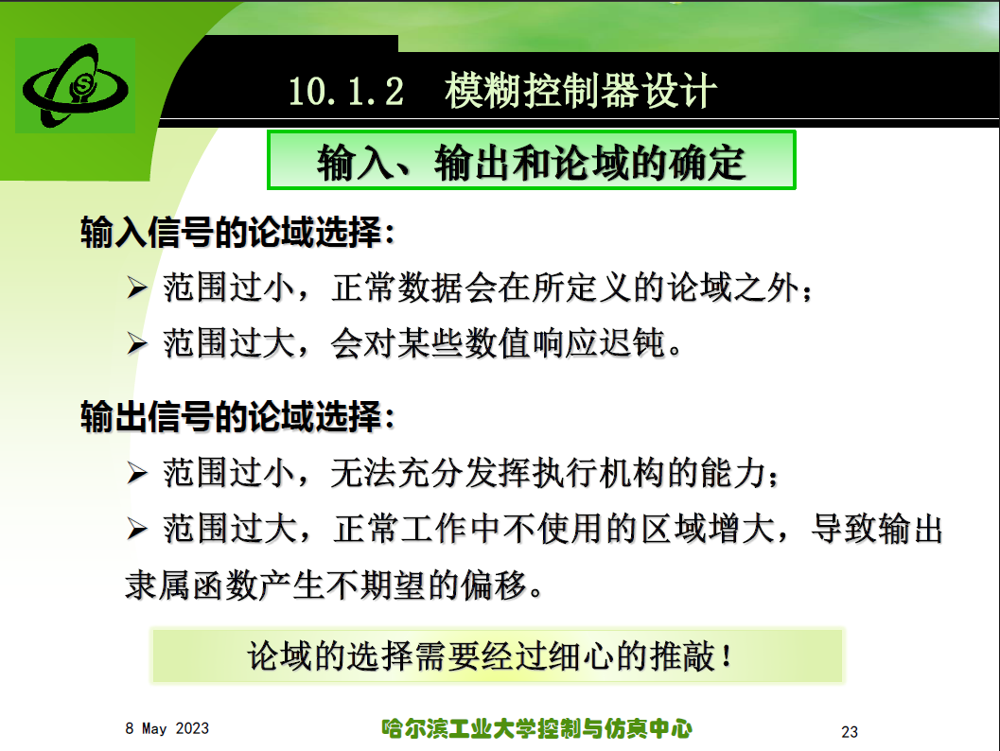 10.1.2 模糊控制器设计
输入、输出和论域的确定
输入信号的论域选择：
➢ 范围过小，正常数据会在所定义的论域之外；
➢ 范围过大，会对某些数值响应迟钝。
输出信号的论域选择：
➢ 范围过小，无法充分发挥执行机构的能力；
➢ 范围过大，正常工作中不使用的区域增大，导致输出
隶属函数产生不期望的偏移。
论域的选择需要经过细心的推敲！
8 May 2023 哈尔滨工业大学控制与仿真中心 23